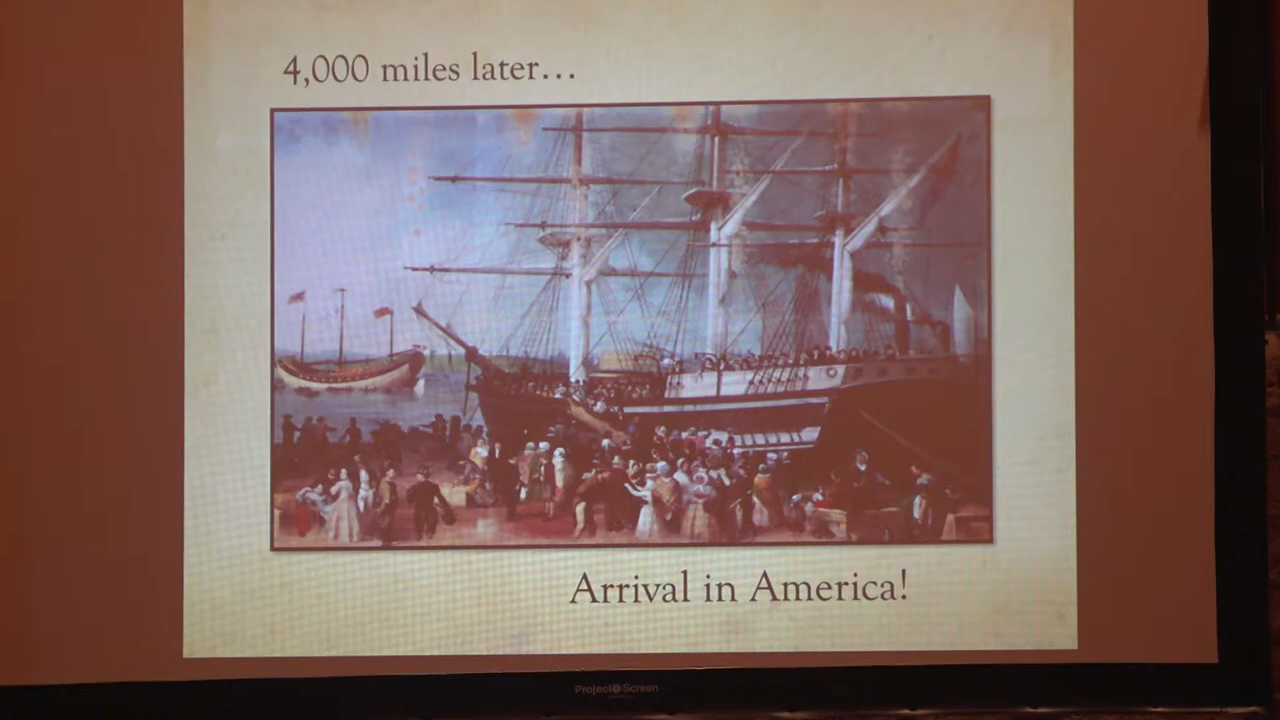 4,000 miles later...
Arrival in America!
Project Screen